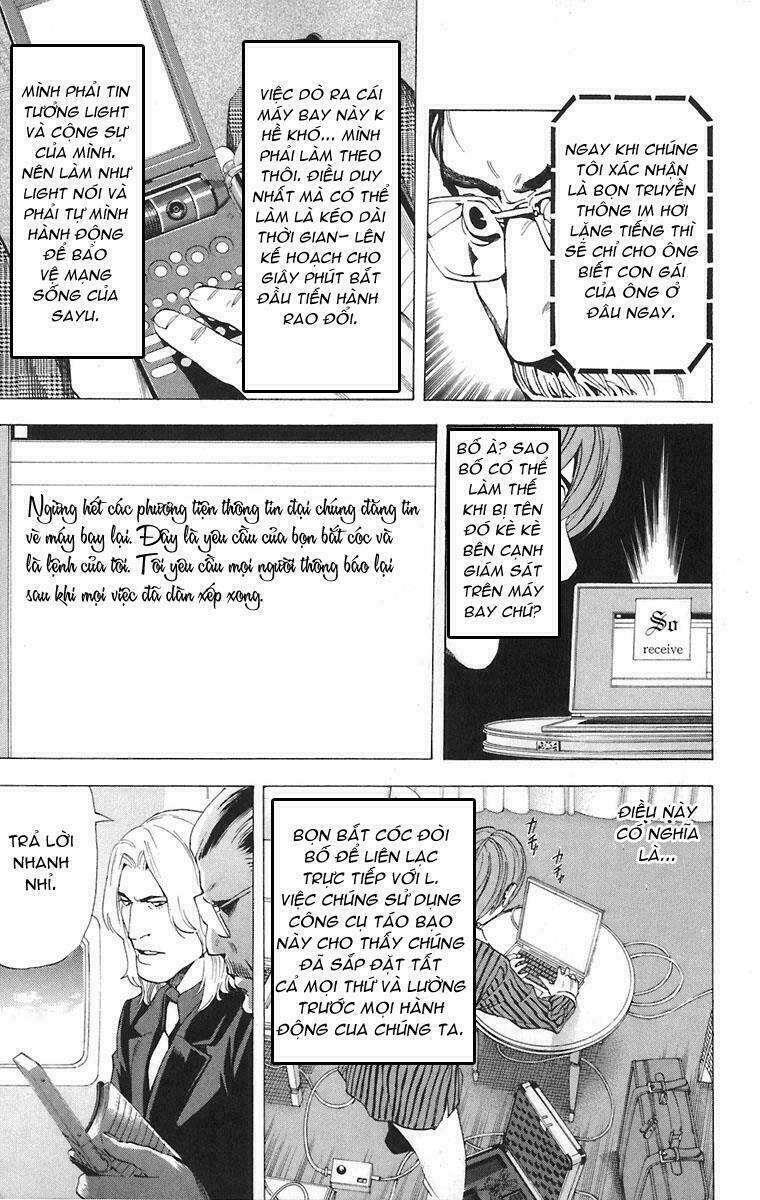 NGAY KHI CHÚNG
TÔI XÁC NHẬN
LÀ BỌN TRUYỀN
THÔNG IM HƠI
LẶNG TIẾNG THÌ
SẼ CHỈ CHO ÔNG
BIẾT CON GÁI
CỦA ÔNG Ở
ĐÂU NGAY.
VIỆC DÒ RA CÁI
MÁY BAY NÀY K
HỀ KHÓ... MÌNH
PHẢI LÀM THEO
THÔI. ĐIỀU DUY
NHẤT MÀ CÓ THỂ
LÀM LÀ KÉO DÀI
THỜI GIAN- LÊN
KẾ HOẠCH CHO
GIÂY PHÚT BẮT
ĐẦU TIẾN HÀNH
RAO ĐỔI.
MÌNH PHẢI TIN
TƯỞNG LIGHT
VÀ CỘNG SỰ
CỦA MÌNH.
NÊN LÀM NHƯ
LIGHT NÓI VÀ
PHẢI TỰ MÌNH
HÀNH ĐỘNG
ĐỂ BẢO
VỆ MẠNG
SỐNG CỦA
SAYU.
BỐ À? SAO
BỐ CÓ THỂ
LÀM THẾ
KHI BỊ TÊN
ĐÓ KÈ KÈ
BÊN CẠNH
GIÁM SÁT
TRÊN MÁY
BAY CHỨ?
So
receive
Ngừng hết các phương tiện thông tin đại chúng đăng tin
về máy bay lại. Đây là yêu cầu của bọn bắt cóc và
là lệnh của tôi. Tôi yêu cầu mọi người thông báo lại
sau khi mọi việc đã dàn xếp xong.
ĐIỀU NÀY
CÓ NGHĨA
LÀ...
カタ
カタ
BỌN BẮT CÓC ĐÒI
BỐ ĐỂ LIÊN LẠC
TRỰC TIẾP VỚI L.
VIỆC CHÚNG SỬ DỤNG
CÔNG CỤ TÁO BẠO
NÀY CHO THẤY CHÚNG
ĐÃ SẮP ĐẶT TẤT
CẢ MỌI THỨ VÀ LƯỜNG
TRƯỚC MỌI HÀNH
ĐỘNG CUA CHÚNG TA.
TRẢ LỜI
NHANH
NHỈ.